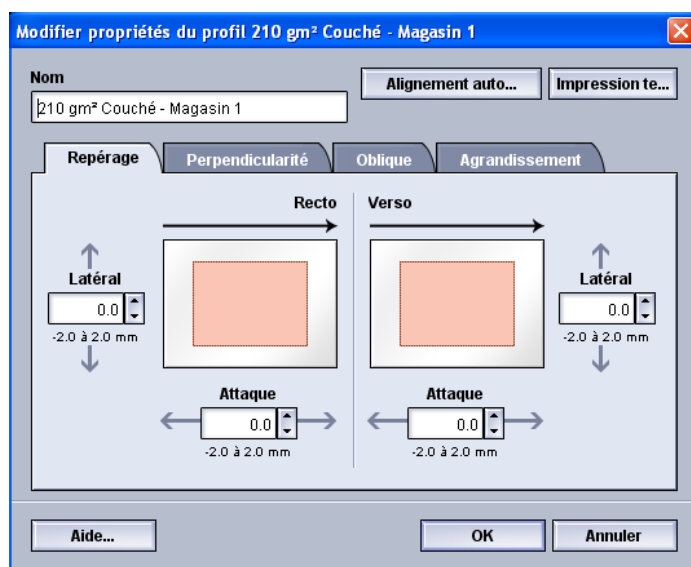 Modifier propriétés du profil 210 gm² Couché - Magasin 1
Nom
Alignement auto...
Impression te...
210 gm² Couché - Magasin 1
Repérage
Perpendicularité
Oblique
Agrandissement
Recto
Verso
Latéral
0.0
-2.0 à 2.0 mm
Latéral
0.0
-2.0 à 2.0 mm
Attaque
0.0
-2.0 à 2.0 mm
Attaque
0.0
-2.0 à 2.0 mm
Aide...
OK
Annuler